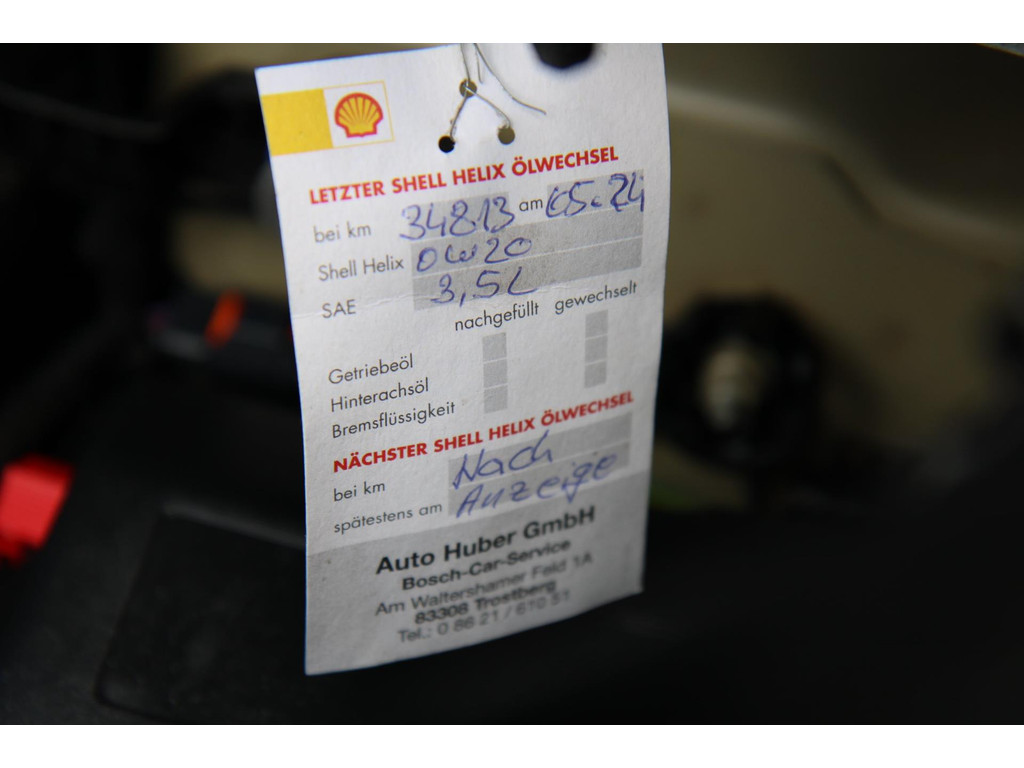 LETZTER SHELL HELIX ÖLWECHSEL
bei km 34813 am 05.24
Shell Helix 0W20
SAE 3,5L
nachgefüllt gewechselt
Getriebeöl
Hinterachsöl
Bremsflüssigkeit
NÄCHSTER SHELL HELIX ÖLWECHSEL
bei km Nach
spätestens am Anzeige
Auto Huber GmbH
Bosch-Car-Service
Am Waltershamer Feld 1A
83308 Trostberg
Tel.: 0 86 21 / 610 51